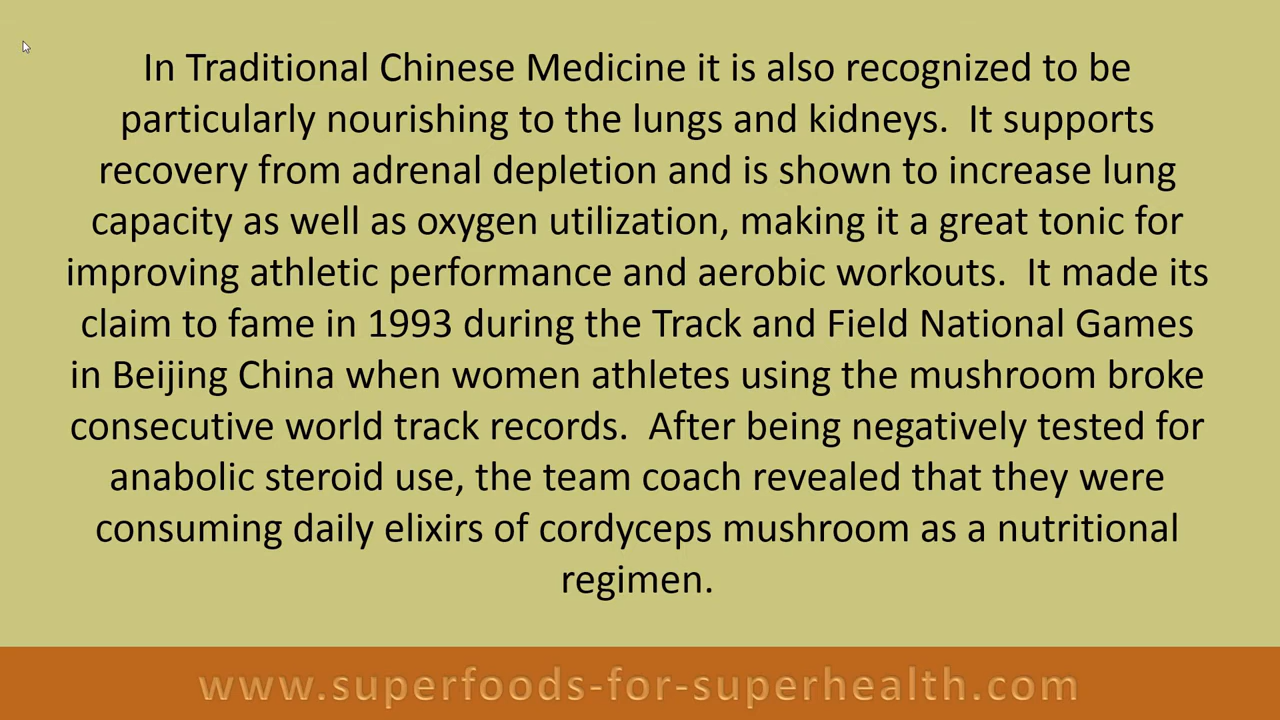 In Traditional Chinese Medicine it is also recognized to be
particularly nourishing to the lungs and kidneys.  It supports
recovery from adrenal depletion and is shown to increase lung
capacity as well as oxygen utilization, making it a great tonic for
improving athletic performance and aerobic workouts.  It made its
claim to fame in 1993 during the Track and Field National Games
in Beijing China when women athletes using the mushroom broke
consecutive world track records.  After being negatively tested for
anabolic steroid use, the team coach revealed that they were
consuming daily elixirs of cordyceps mushroom as a nutritional
regimen.
www.superfoods-for-superhealth.com